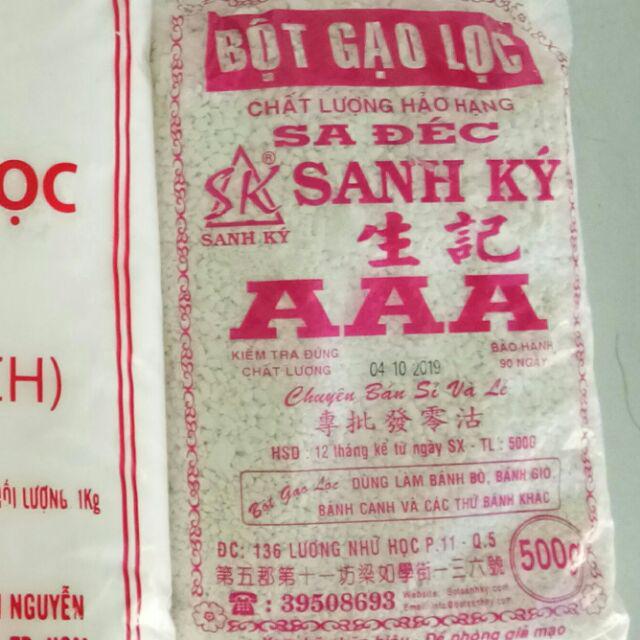 BỘT GẠO LỌC
CHẤT LƯỢNG HẢO HẠNG
SA ĐÉC
SK®
SANH KÝ
SANH KÝ
生記
AAA
KIỂM TRA ĐÚNG
CHẤT LƯỢNG
04 10 2019
BẢO HÀNH
90 NGÀY
Chuyên Bán Sỉ Và Lẻ
專批發零沽
HSD : 12 tháng kể từ ngày SX - TL : 500G
Bột Gạo Lọc DÙNG LÀM BÁNH BÒ, BÁNH GIÒ,
BÁNH CANH VÀ CÁC THỨ BÁNH KHÁC
ĐC: 136 LƯƠNG NHỮ HỌC P.11 - Q.5
第五郡第十一坊梁如學街一三六號
500g
☎ : 39508693
Website:
Email:
ỌC
CH)
ỐI LƯỢNG 1Kg
NGUYỄN